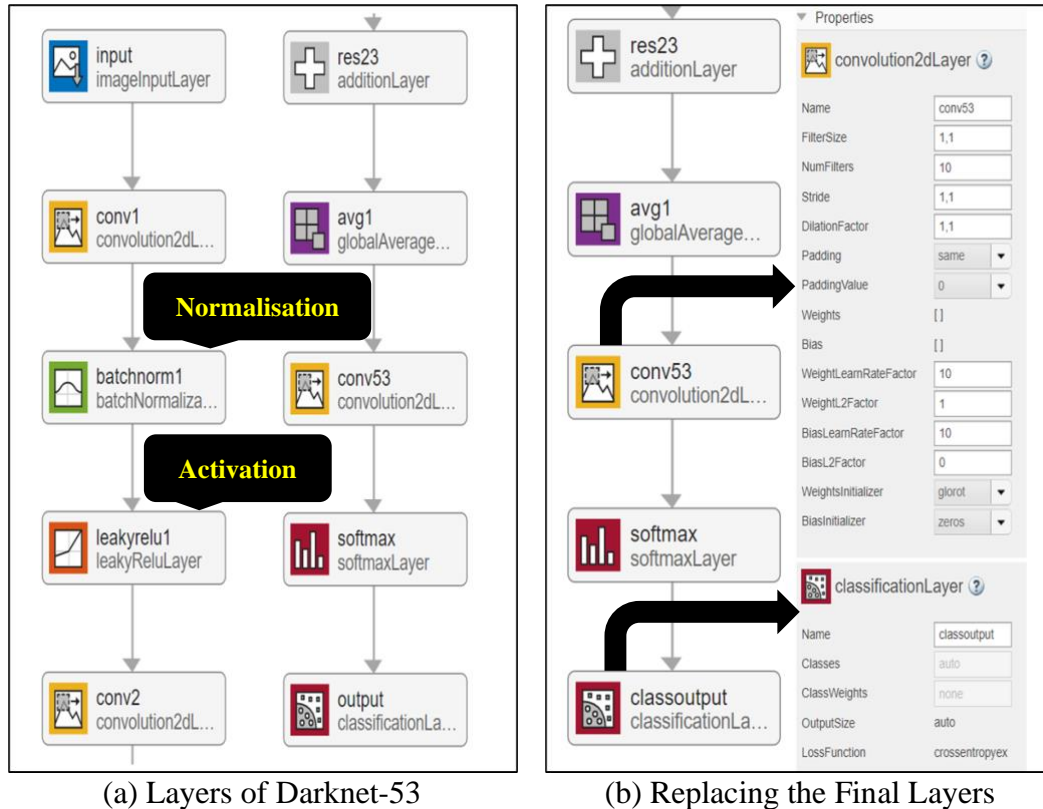 input
imageInputLayer
conv1
convolution2dL...
Normalisation
batchnorm1
batchNormaliza...
Activation
leakyrelu1
leakyReluLayer
conv2
convolution2dL...
res23
additionLayer
avg1
globalAverage...
conv53
convolution2dL...
softmax
softmaxLayer
output
classificationLa...
(a) Layers of Darknet-53
res23
additionLayer
avg1
globalAverage...
conv53
convolution2dL...
softmax
softmaxLayer
classoutput
classificationLa...
Properties
convolution2dLayer ?
Name conv53
FilterSize 1,1
NumFilters 10
Stride 1,1
DilationFactor 1,1
Padding same
PaddingValue 0
Weights [ ]
Bias [ ]
WeightLearnRateFactor 10
WeightL2Factor 1
BiasLearnRateFactor 10
BiasL2Factor 0
WeightsInitializer glorot
BiasInitializer zeros
classificationLayer ?
Name classoutput
Classes auto
ClassWeights none
OutputSize auto
LossFunction crossentropyex
(b) Replacing the Final Layers